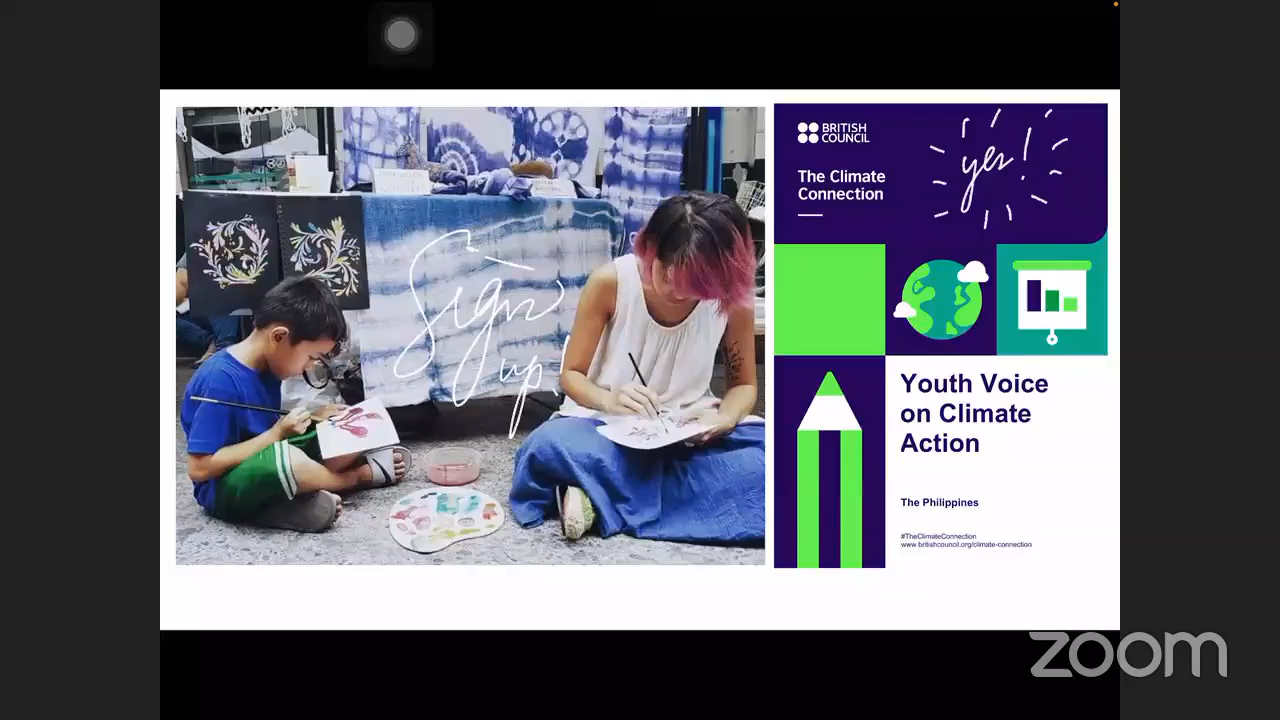 Sign
up!
BRITISH
COUNCIL
yes!
The Climate
Connection
Youth Voice
on Climate
Action
The Philippines
#TheClimateConnection
www.britishcouncil.org/climate-connection
zoom